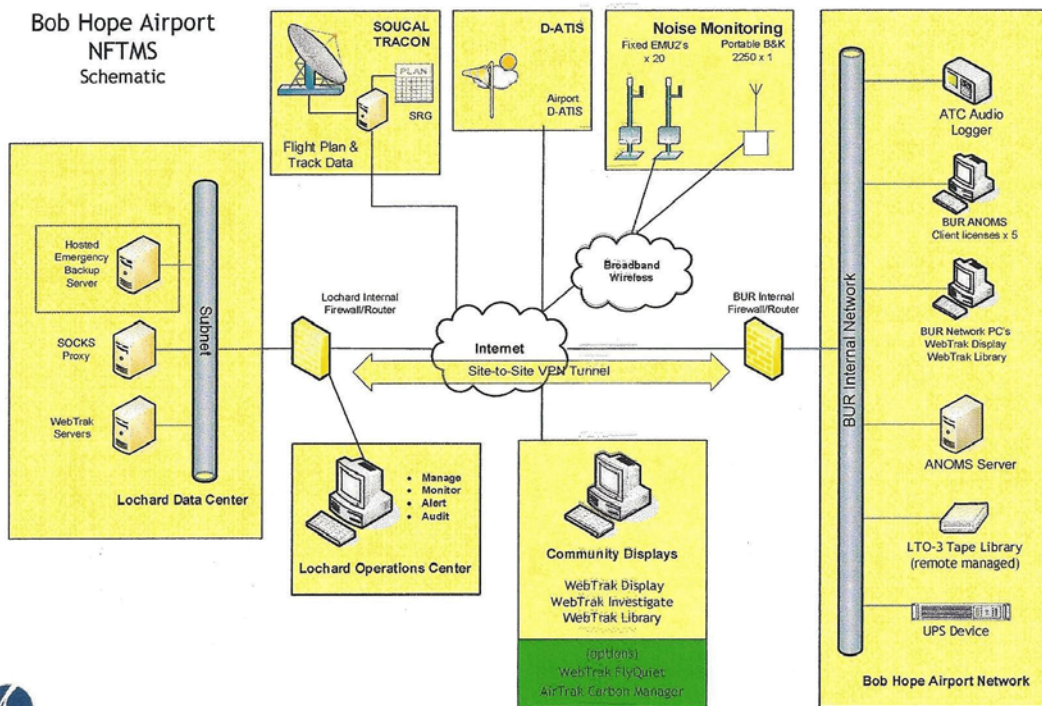 Bob Hope Airport
NFTMS
Schematic
SOUCAL
TRACON
PLAN
SRG
Flight Plan &
Track Data
D-ATIS
Airport
D-ATIS
Noise Monitoring
Fixed EMU2's
x 20
Portable B&K
2250 x 1
Hosted
Emergency
Backup
Server
SOCKS
Proxy
WebTrak
Servers
Subnet
Lochard Data Center
Lochard Internal
Firewall/Router
Internet
Site-to-Site VPN Tunnel
Broadband
Wireless
BUR Internal
Firewall/Router
Manage
Monitor
Alert
Audit
Lochard Operations Center
Community Displays
WebTrak Display
WebTrak Investigate
WebTrak Library
(options)
WebTrak FlyQuiet
AirTrak Carbon Manager
BUR Internal Network
ATC Audio
Logger
BUR ANOMS
Client licenses x 5
BUR Network PC's
WebTrak Display
WebTrak Library
ANOMS Server
LTO-3 Tape Library
(remote managed)
UPS Device
Bob Hope Airport Network